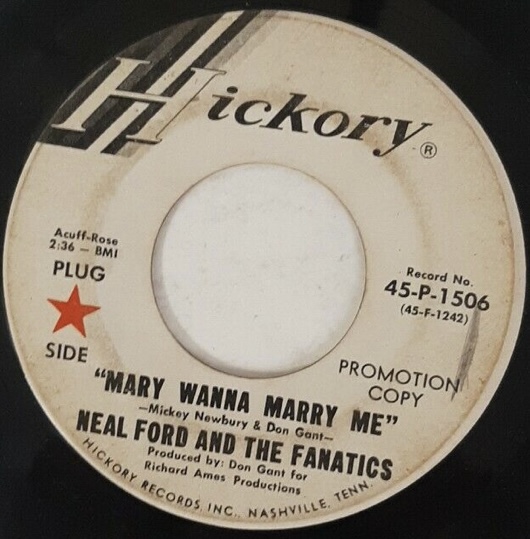 Hickory®
Acuff-Rose
2:36 — BMI
PLUG
SIDE
Record No.
45-P-1506
(45-F-1242)
PROMOTION
COPY
"MARY WANNA MARRY ME"
—Mickey Newbury & Don Gant—
NEAL FORD AND THE FANATICS
Produced by: Don Gant for
Richard Ames Productions
HICKORY RECORDS, INC., NASHVILLE, TENN.